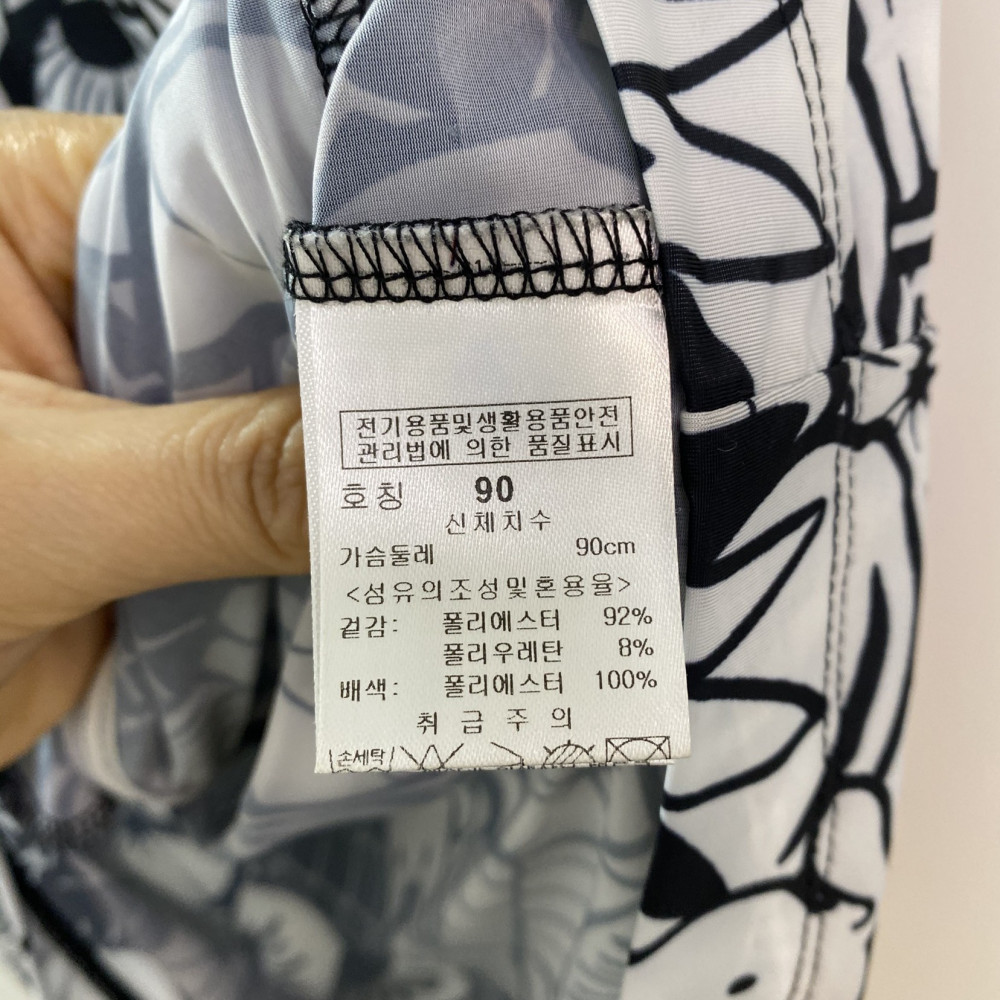 전기용품및생활용품안전
관리법에 의한 품질표시
호칭 90
신체치수
가슴둘레 90cm
<섬유의조성및혼용율>
겉감: 폴리에스터 92%
폴리우레탄 8%
배색: 폴리에스터 100%
취급주의
손세탁